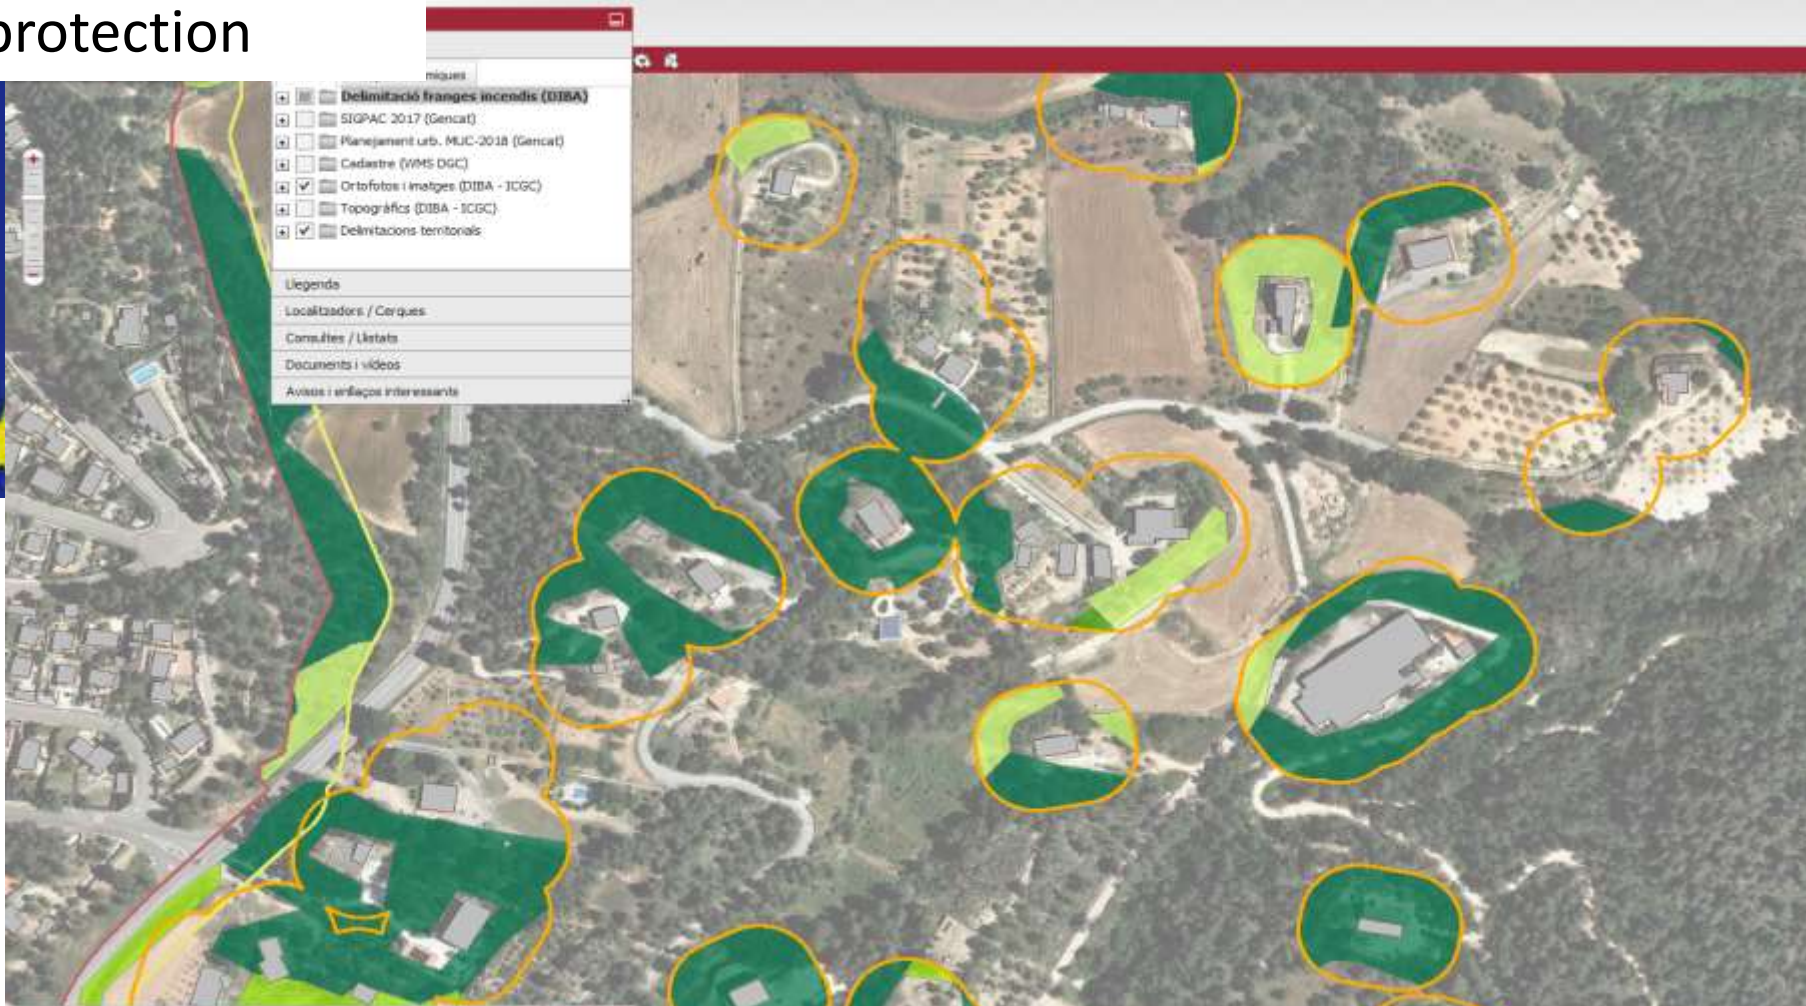 protection
miques
Delimitació franges incendis (DIBA)
SIGPAC 2017 (Gencat)
Planejament urb. MUC-2018 (Gencat)
Cadastre (WMS DGC)
Ortofotos i imatges (DIBA - ICGC)
Topogràfics (DIBA - ICGC)
Delimitacions territorials
Llegenda
Localitzadors / Cerques
Consultes / Llistats
Documents i vídeos
Avisos i enllaços interessants